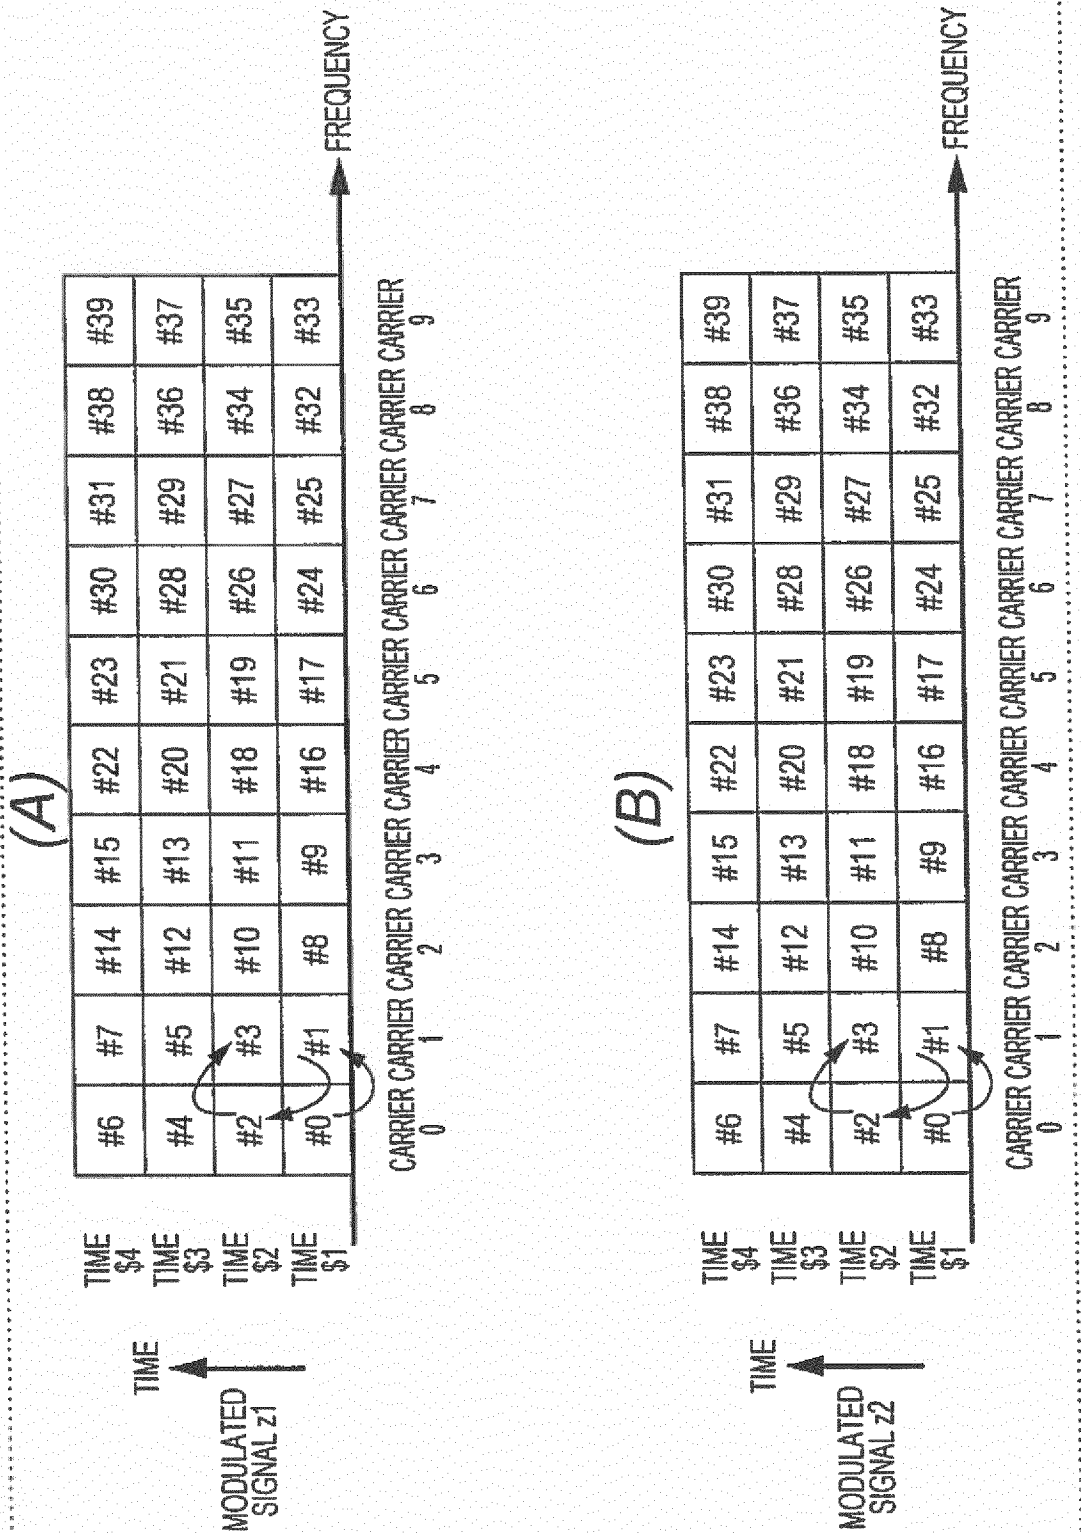 (A)
TIME
MODULATED
SIGNAL z1
TIME
$4
#6 #7 #14 #15 #22 #23 #30 #31 #38 #39
TIME
$3
#4 #5 #12 #13 #20 #21 #28 #29 #36 #37
TIME
$2
#2 #3 #10 #11 #18 #19 #26 #27 #34 #35
TIME
$1
#0 #1 #8 #9 #16 #17 #24 #25 #32 #33
FREQUENCY
CARRIER CARRIER CARRIER CARRIER CARRIER CARRIER CARRIER CARRIER CARRIER CARRIER
0 1 2 3 4 5 6 7 8 9
(B)
TIME
MODULATED
SIGNAL z2
TIME
$4
#6 #7 #14 #15 #22 #23 #30 #31 #38 #39
TIME
$3
#4 #5 #12 #13 #20 #21 #28 #29 #36 #37
TIME
$2
#2 #3 #10 #11 #18 #19 #26 #27 #34 #35
TIME
$1
#0 #1 #8 #9 #16 #17 #24 #25 #32 #33
FREQUENCY
CARRIER CARRIER CARRIER CARRIER CARRIER CARRIER CARRIER CARRIER CARRIER CARRIER
0 1 2 3 4 5 6 7 8 9